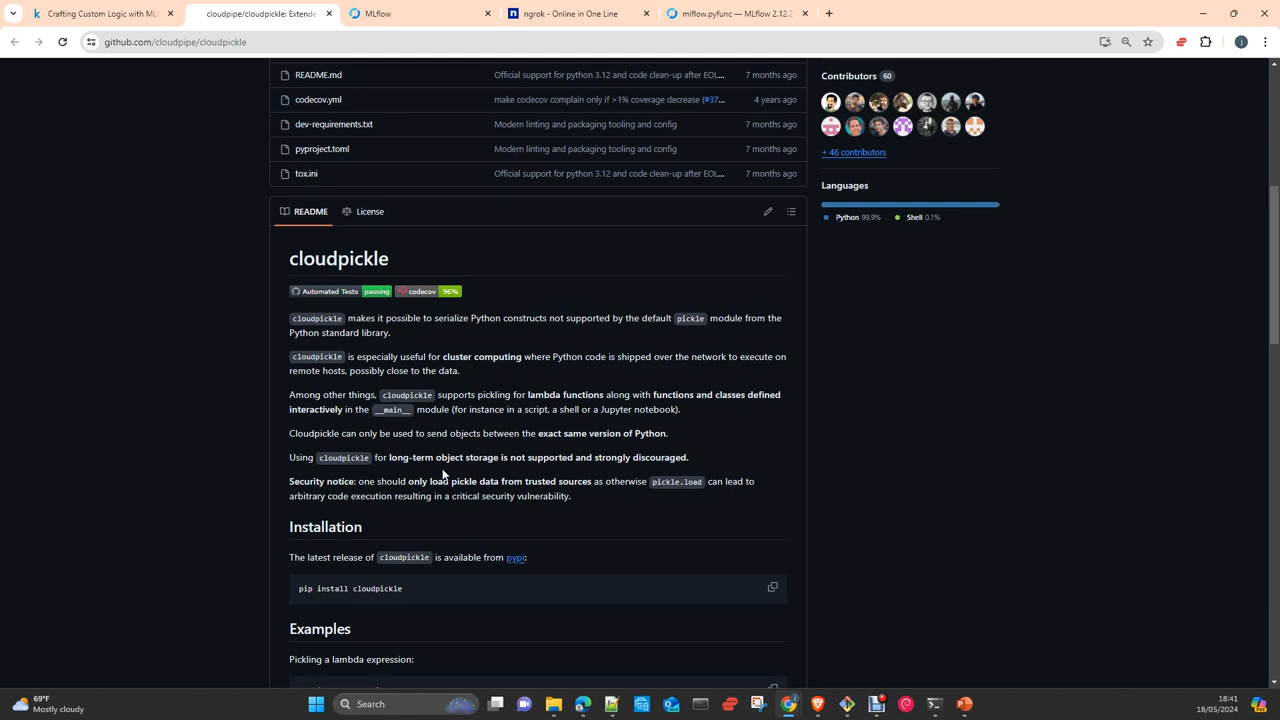 Crafting Custom Logic with MLf
cloudpipe/cloudpickle: Extende
MLflow
ngrok - Online in One Line
mlflow.pyfunc — MLflow 2.12.2
github.com/cloudpipe/cloudpickle
README.md Official support for python 3.12 and code clean-up after EOL... 7 months ago
codecov.yml make codecov complain only if >1% coverage decrease (#37... 4 years ago
dev-requirements.txt Modern linting and packaging tooling and config 7 months ago
pyproject.toml Modern linting and packaging tooling and config 7 months ago
tox.ini Official support for python 3.12 and code clean-up after EOL... 7 months ago
README License
cloudpickle
Automated Tests passing codecov 96%
cloudpickle makes it possible to serialize Python constructs not supported by the default pickle module from the
Python standard library.
cloudpickle is especially useful for cluster computing where Python code is shipped over the network to execute on
remote hosts, possibly close to the data.
Among other things, cloudpickle supports pickling for lambda functions along with functions and classes defined
interactively in the __main__ module (for instance in a script, a shell or a Jupyter notebook).
Cloudpickle can only be used to send objects between the exact same version of Python.
Using cloudpickle for long-term object storage is not supported and strongly discouraged.
Security notice: one should only load pickle data from trusted sources as otherwise pickle.load can lead to
arbitrary code execution resulting in a critical security vulnerability.
Installation
The latest release of cloudpickle is available from pypi:
pip install cloudpickle
Examples
Pickling a lambda expression:
Contributors 60
+ 46 contributors
Languages
Python 99.9% Shell 0.1%
69°F
Mostly cloudy
Search
18:41
18/05/2024